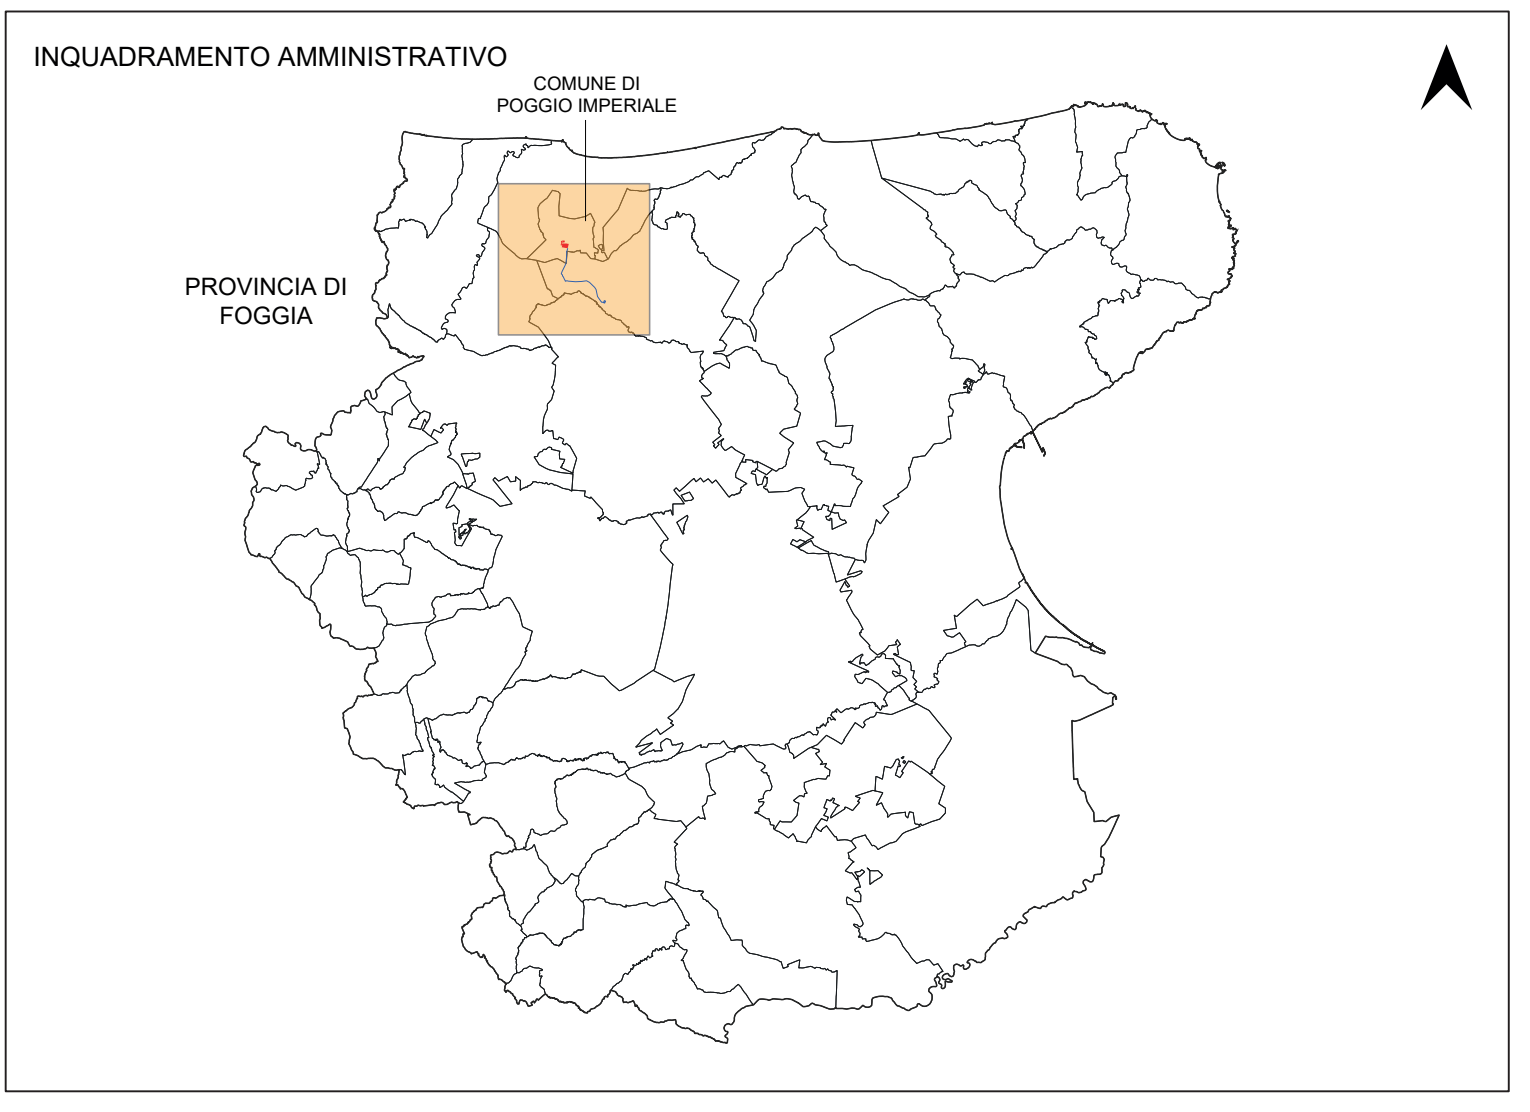 INQUADRAMENTO AMMINISTRATIVO
COMUNE DI
POGGIO IMPERIALE
PROVINCIA DI
FOGGIA